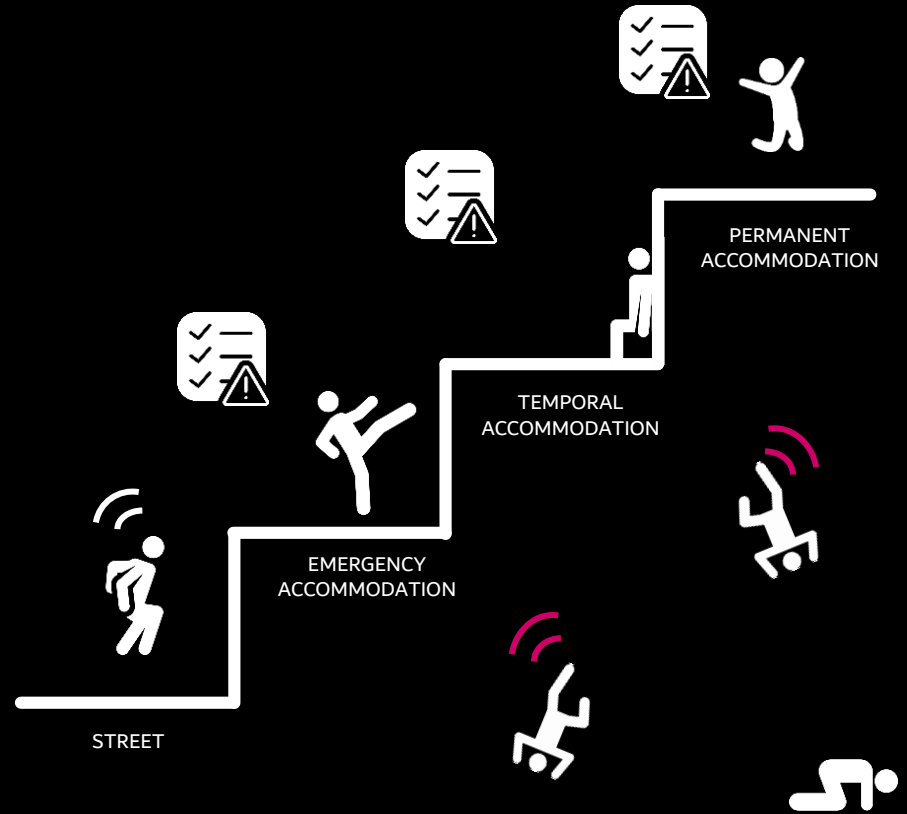 PERMANENT
ACCOMMODATION
TEMPORAL
ACCOMMODATION
EMERGENCY
ACCOMMODATION
STREET